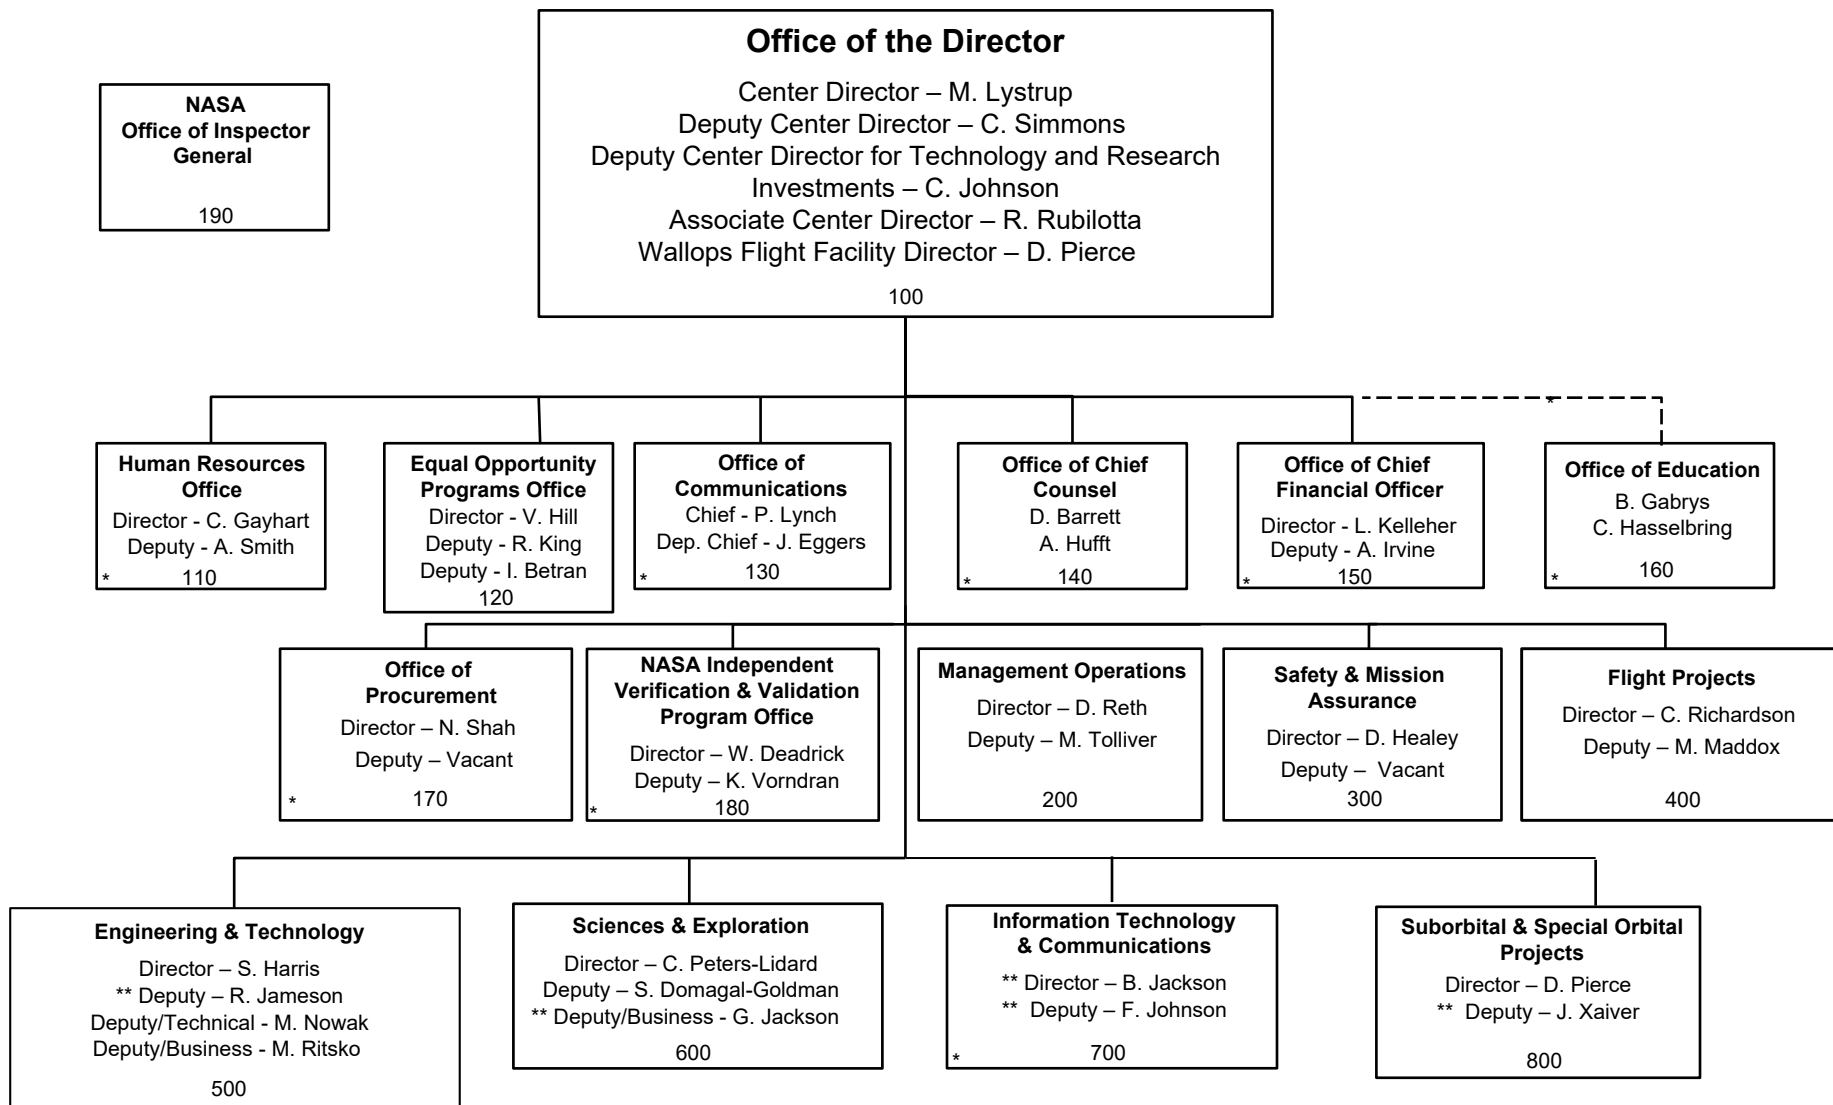 Office of the Director
Center Director – M. Lystrup
Deputy Center Director – C. Simmons
Deputy Center Director for Technology and Research
Investments – C. Johnson
Associate Center Director – R. Rubilotta
Wallops Flight Facility Director – D. Pierce
100
NASA
Office of Inspector
General
190
*
Human Resources
Office
Director - C. Gayhart
Deputy - A. Smith
* 110
Equal Opportunity
Programs Office
Director - V. Hill
Deputy - R. King
Deputy - I. Betran
120
Office of
Communications
Chief - P. Lynch
Dep. Chief - J. Eggers
* 130
Office of Chief
Counsel
D. Barrett
A. Hufft
* 140
Office of Chief
Financial Officer
Director - L. Kelleher
Deputy - A. Irvine
* 150
Office of Education
B. Gabrys
C. Hasselbring
* 160
Office of
Procurement
Director – N. Shah
Deputy – Vacant
* 170
NASA Independent
Verification & Validation
Program Office
Director – W. Deadrick
Deputy – K. Vorndran
* 180
Management Operations
Director – D. Reth
Deputy – M. Tolliver
200
Safety & Mission
Assurance
Director – D. Healey
Deputy – Vacant
300
Flight Projects
Director – C. Richardson
Deputy – M. Maddox
400
Engineering & Technology
Director – S. Harris
** Deputy – R. Jameson
Deputy/Technical - M. Nowak
Deputy/Business - M. Ritsko
500
Sciences & Exploration
Director – C. Peters-Lidard
Deputy – S. Domagal-Goldman
** Deputy/Business - G. Jackson
600
Information Technology
& Communications
** Director – B. Jackson
** Deputy – F. Johnson
* 700
Suborbital & Special Orbital
Projects
Director – D. Pierce
** Deputy – J. Xaiver
800